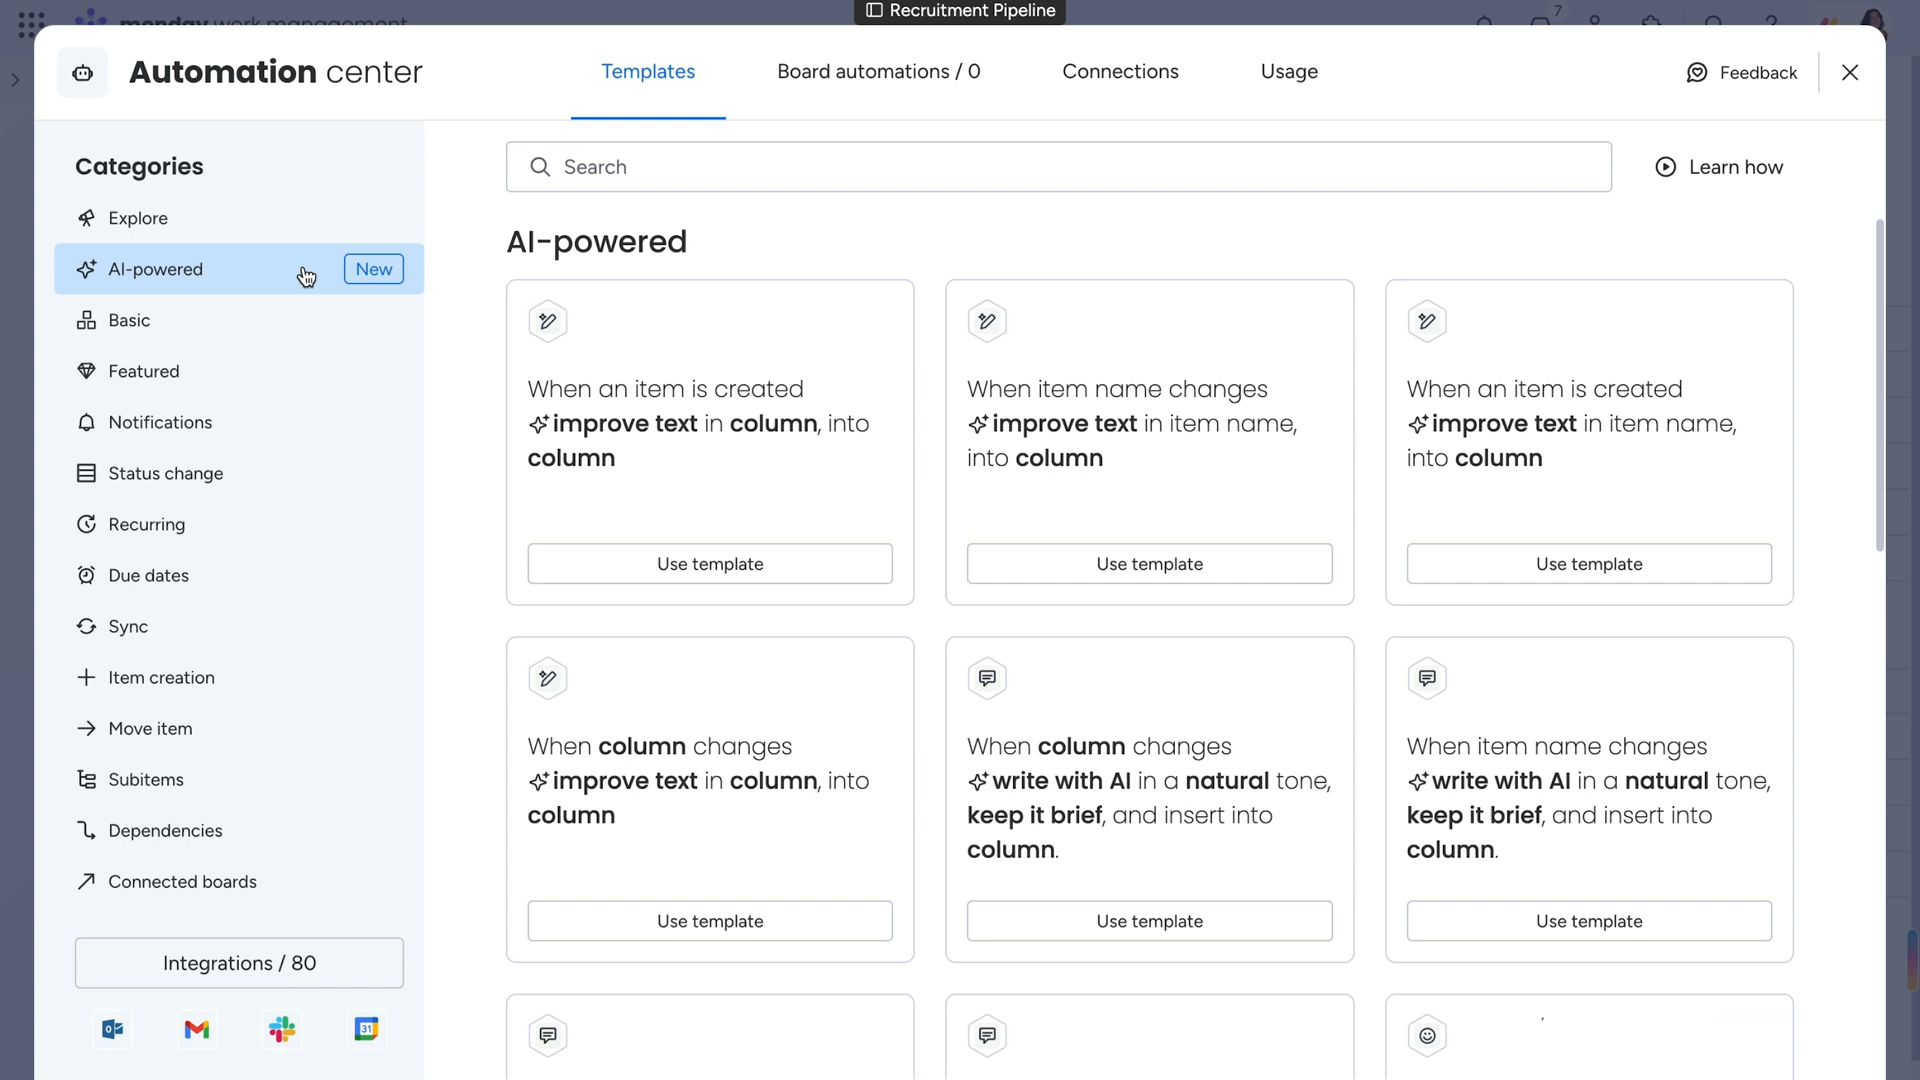 monday work management
Recruitment Pipeline
7
Automation center
Templates
Board automations / 0
Connections
Usage
Feedback
Categories
Explore
AI-powered
New
Basic
Featured
Notifications
Status change
Recurring
Due dates
Sync
Item creation
Move item
Subitems
Dependencies
Connected boards
Integrations / 80
31
Search
Learn how
AI-powered
When an item is created
improve text in column, into
column
Use template
When item name changes
improve text in item name,
into column
Use template
When an item is created
improve text in item name,
into column
Use template
When column changes
improve text in column, into
column
Use template
When column changes
write with AI in a natural tone,
keep it brief, and insert into
column.
Use template
When item name changes
write with AI in a natural tone,
keep it brief, and insert into
column.
Use template